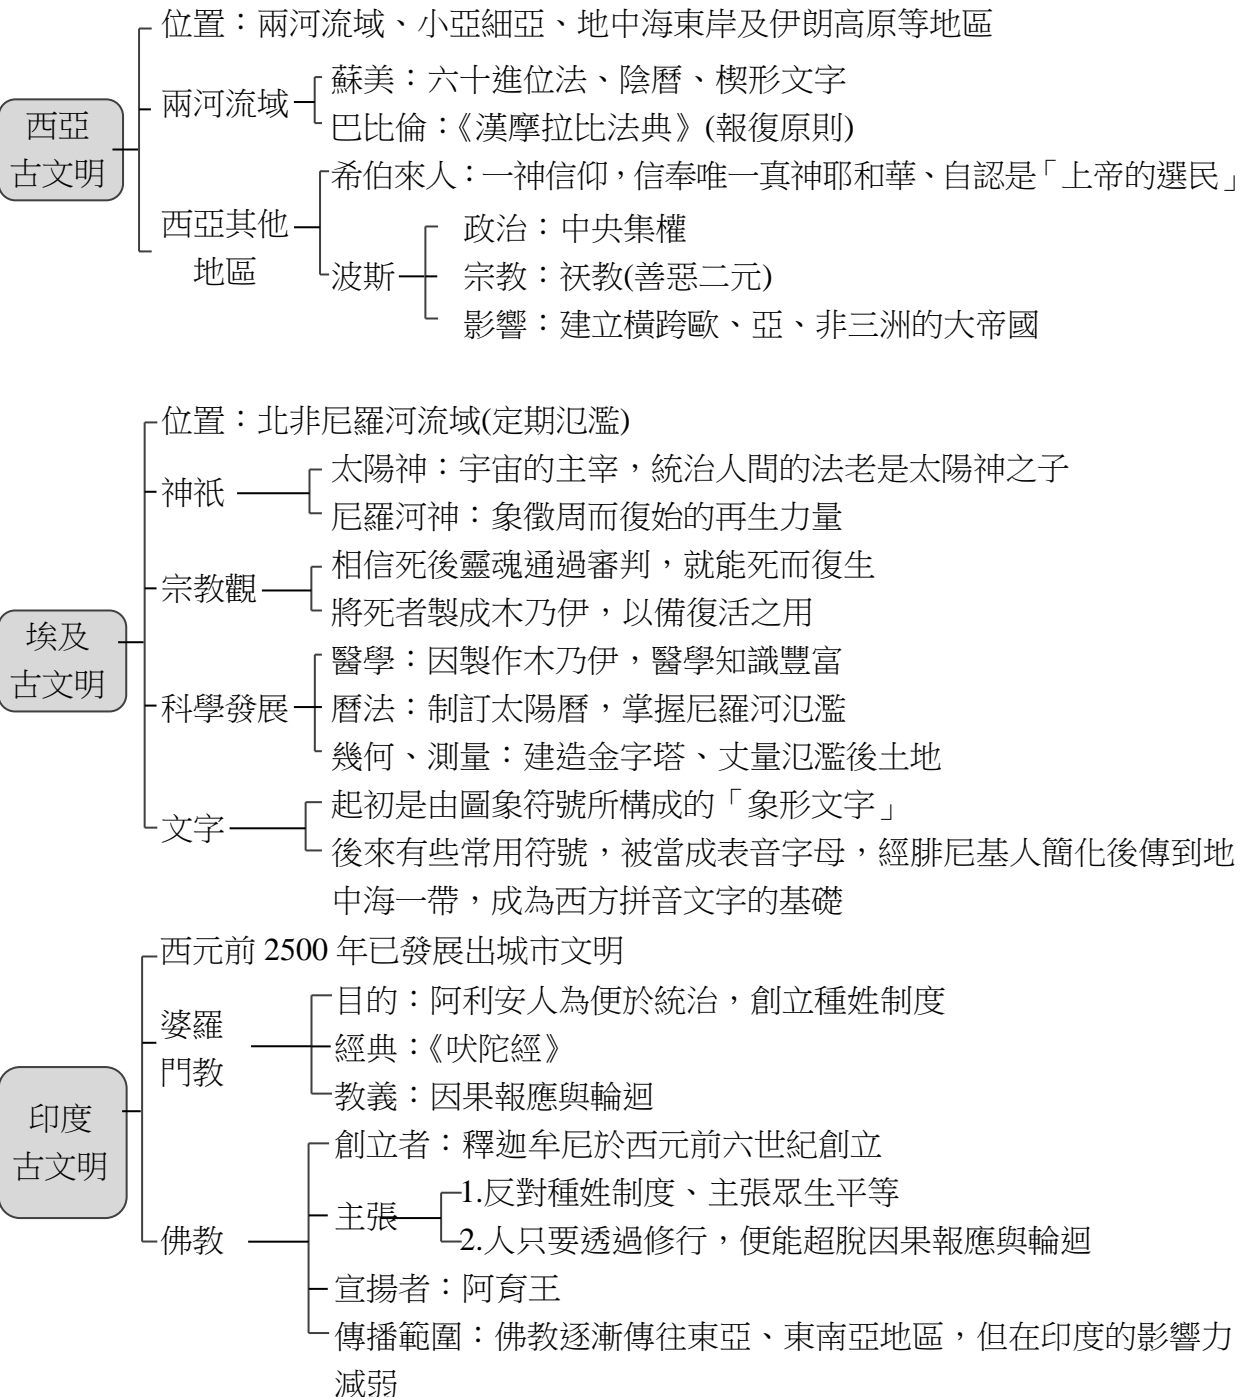 位置：兩河流域、小亞細亞、地中海東岸及伊朗高原等地區
西亞
古文明
兩河流域
蘇美：六十進位法、陰曆、楔形文字
巴比倫：《漢摩拉比法典》(報復原則)
西亞其他
地區
希伯來人：一神信仰，信奉唯一真神耶和華、自認是「上帝的選民」
波斯
政治：中央集權
宗教：祆教(善惡二元)
影響：建立橫跨歐、亞、非三洲的大帝國
埃及
古文明
位置：北非尼羅河流域(定期氾濫)
神祇
太陽神：宇宙的主宰，統治人間的法老是太陽神之子
尼羅河神：象徵周而復始的再生力量
宗教觀
相信死後靈魂通過審判，就能死而復生
將死者製成木乃伊，以備復活之用
科學發展
醫學：因製作木乃伊，醫學知識豐富
曆法：制訂太陽曆，掌握尼羅河氾濫
幾何、測量：建造金字塔、丈量氾濫後土地
文字
起初是由圖象符號所構成的「象形文字」
後來有些常用符號，被當成表音字母，經腓尼基人簡化後傳到地
中海一帶，成為西方拼音文字的基礎
印度
古文明
西元前 2500 年已發展出城市文明
婆羅
門教
目的：阿利安人為便於統治，創立種姓制度
經典：《吠陀經》
教義：因果報應與輪迴
佛教
創立者：釋迦牟尼於西元前六世紀創立
主張
1.反對種姓制度、主張眾生平等
2.人只要透過修行，便能超脫因果報應與輪迴
宣揚者：阿育王
傳播範圍：佛教逐漸傳往東亞、東南亞地區，但在印度的影響力
減弱